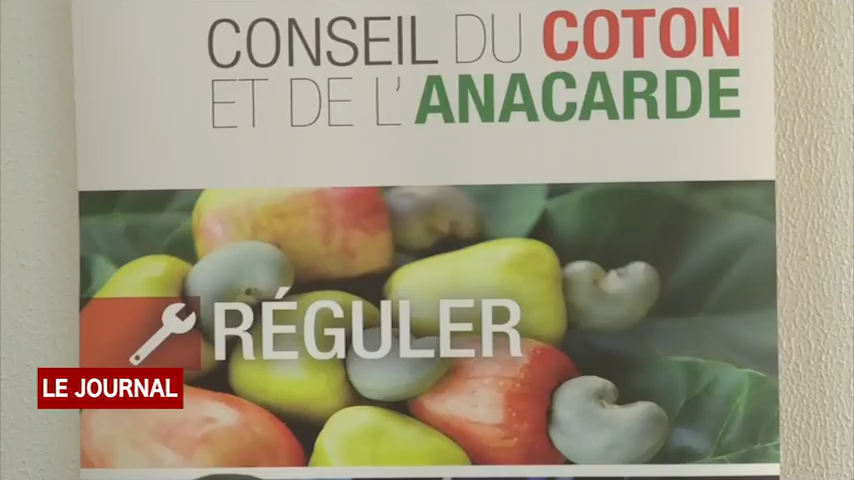 CONSEIL DU COTON
ET DE L'ANACARDE
RÉGULER
LE JOURNAL